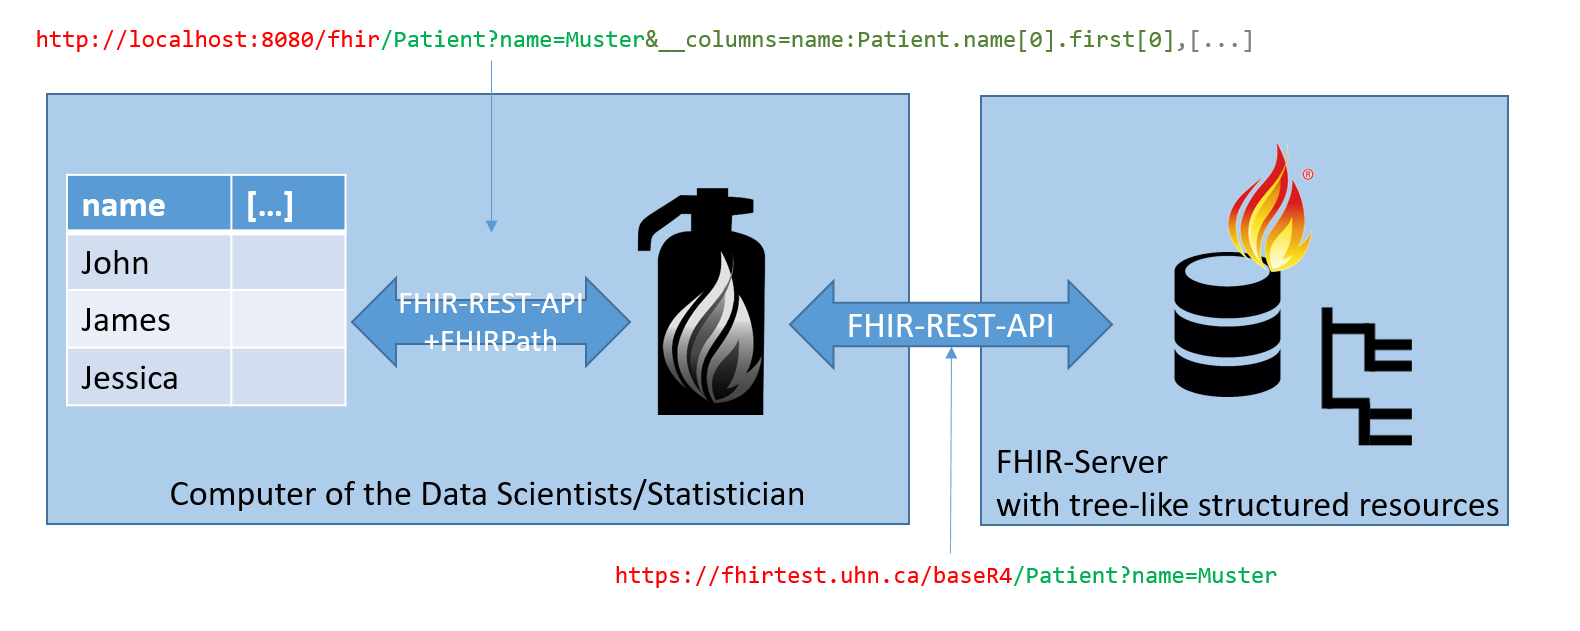 http://localhost:8080/fhir/Patient?name=Muster&__columns=name:Patient.name[0].first[0],[...]
name […]
John
James
Jessica
FHIR-REST-API
+FHIRPath
FHIR-REST-API
®
Computer of the Data Scientists/Statistician
FHIR-Server
with tree-like structured resources
https://fhirtest.uhn.ca/baseR4/Patient?name=Muster